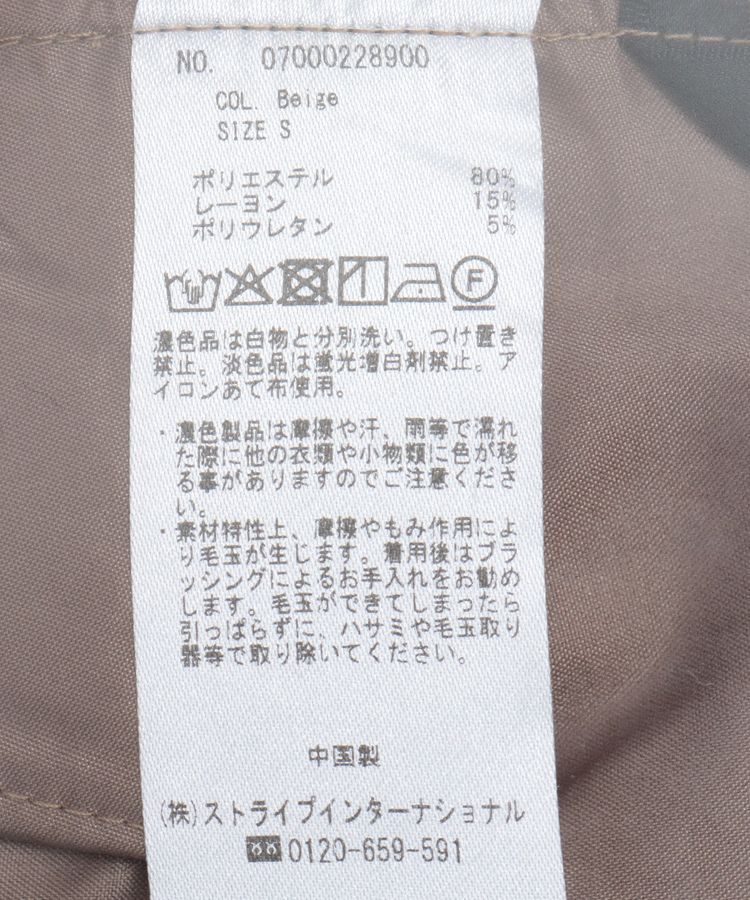 NO. 07000228900
COL. Beige
SIZE S
ポリエステル 80%
レーヨン 15%
ポリウレタン 5%
F
濃色品は白物と分別洗い。つけ置き
禁止。淡色品は蛍光増白剤禁止。ア
イロンあて布使用。
・濃色製品は摩擦や汗、雨等で濡れ
た際に他の衣類や小物類に色が移
る事がありますのでご注意くださ
い。
・素材特性上、摩擦やもみ作用によ
り毛玉が生じます。着用後はブラ
ッシングによるお手入れをお勧め
します。毛玉ができてしまったら
引っぱらずに、ハサミや毛玉取り
器等で取り除いてください。
中国製
(株)ストライプインターナショナル
0120-659-591